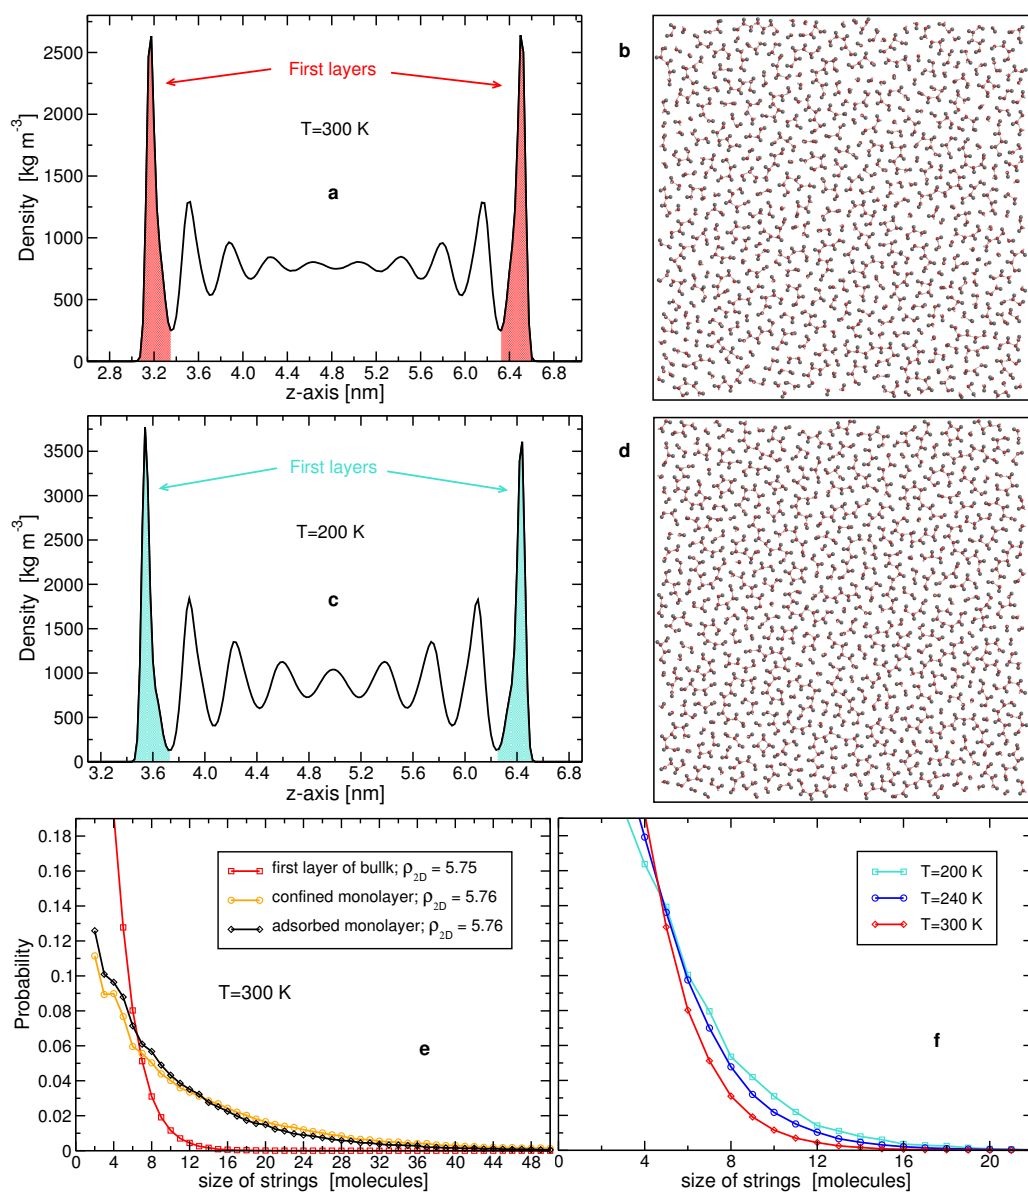 2500
2000
1500
1000
500
0
Density [kg m-3]
First layers
T=300 K
a
2.8 3.2 3.6 4.0 4.4 4.8 5.2 5.6 6.0 6.4 6.8
z-axis [nm]
b
3500
3000
2500
2000
1500
1000
500
0
Density [kg m-3]
First layers
T=200 K
c
3.2 3.6 4.0 4.4 4.8 5.2 5.6 6.0 6.4 6.8
z-axis [nm]
d
0.18
0.16
0.14
0.12
0.1
0.08
0.06
0.04
0.02
0
Probability
first layer of bullk; ρ2D = 5.75
confined monolayer; ρ2D = 5.76
adsorbed monolayer; ρ2D = 5.76
T=300 K
e
0 4 8 12 16 20 24 28 32 36 40 44 48
size of strings [molecules]
T=200 K
T=240 K
T=300 K
f
4 8 12 16 20
size of strings [molecules]